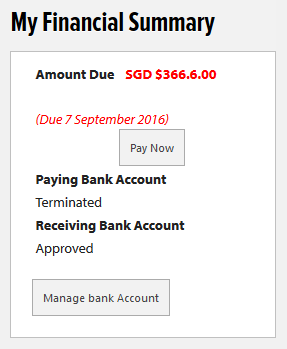 My Financial Summary
Amount Due SGD $366.6.00
(Due 7 September 2016)
Pay Now
Paying Bank Account
Terminated
Receiving Bank Account
Approved
Manage bank Account